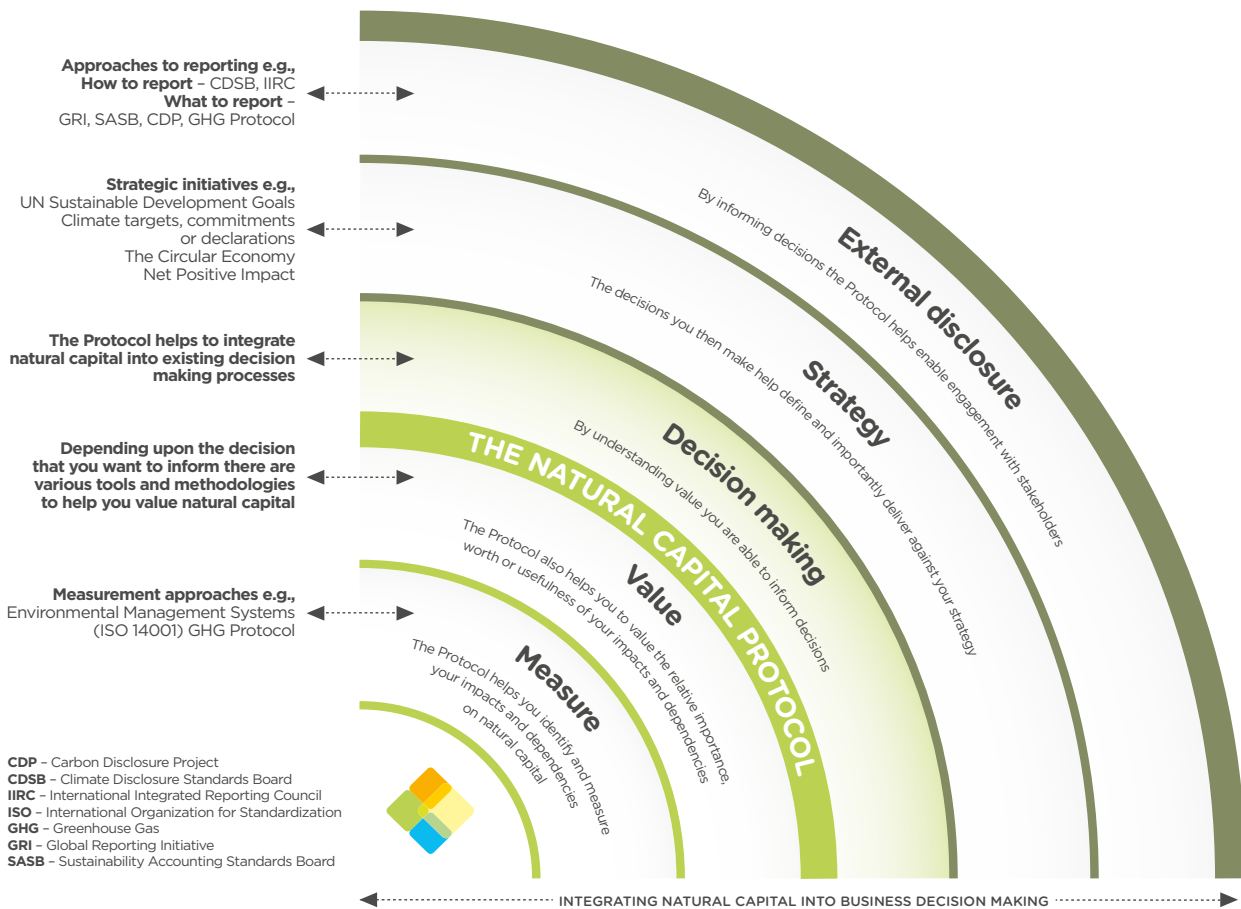 Approaches to reporting e.g.,
How to report – CDSB, IIRC
What to report –
GRI, SASB, CDP, GHG Protocol
Strategic initiatives e.g.,
UN Sustainable Development Goals
Climate targets, commitments
or declarations
The Circular Economy
Net Positive Impact
The Protocol helps to integrate
natural capital into existing decision
making processes
Depending upon the decision
that you want to inform there are
various tools and methodologies
to help you value natural capital
Measurement approaches e.g.,
Environmental Management Systems
(ISO 14001) GHG Protocol
External disclosure
By informing decisions the Protocol helps enable engagement with stakeholders
Strategy
The decisions you then make help define and importantly deliver against your strategy
Decision making
By understanding value you are able to inform decisions
THE NATURAL CAPITAL PROTOCOL
Value
The Protocol also helps you to value the relative importance,
worth or usefulness of your impacts and dependencies
Measure
The Protocol helps you identify and measure
your impacts and dependencies
on natural capital
CDP – Carbon Disclosure Project
CDSB – Climate Disclosure Standards Board
IIRC – International Integrated Reporting Council
ISO – International Organization for Standardization
GHG – Greenhouse Gas
GRI – Global Reporting Initiative
SASB – Sustainability Accounting Standards Board
INTEGRATING NATURAL CAPITAL INTO BUSINESS DECISION MAKING